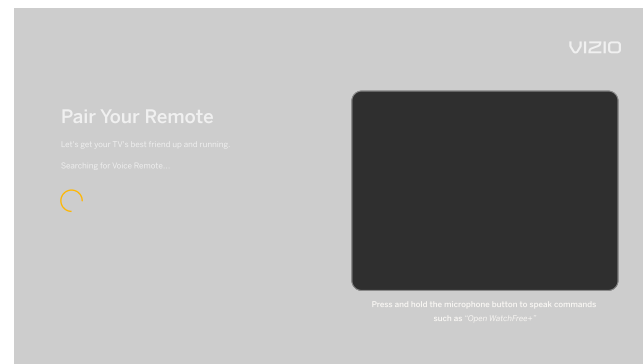 VIZIO
Pair Your Remote
Let's get your TV's best friend up and running.
Searching for Voice Remote...
Press and hold the microphone button to speak commands
such as "Open WatchFree+"